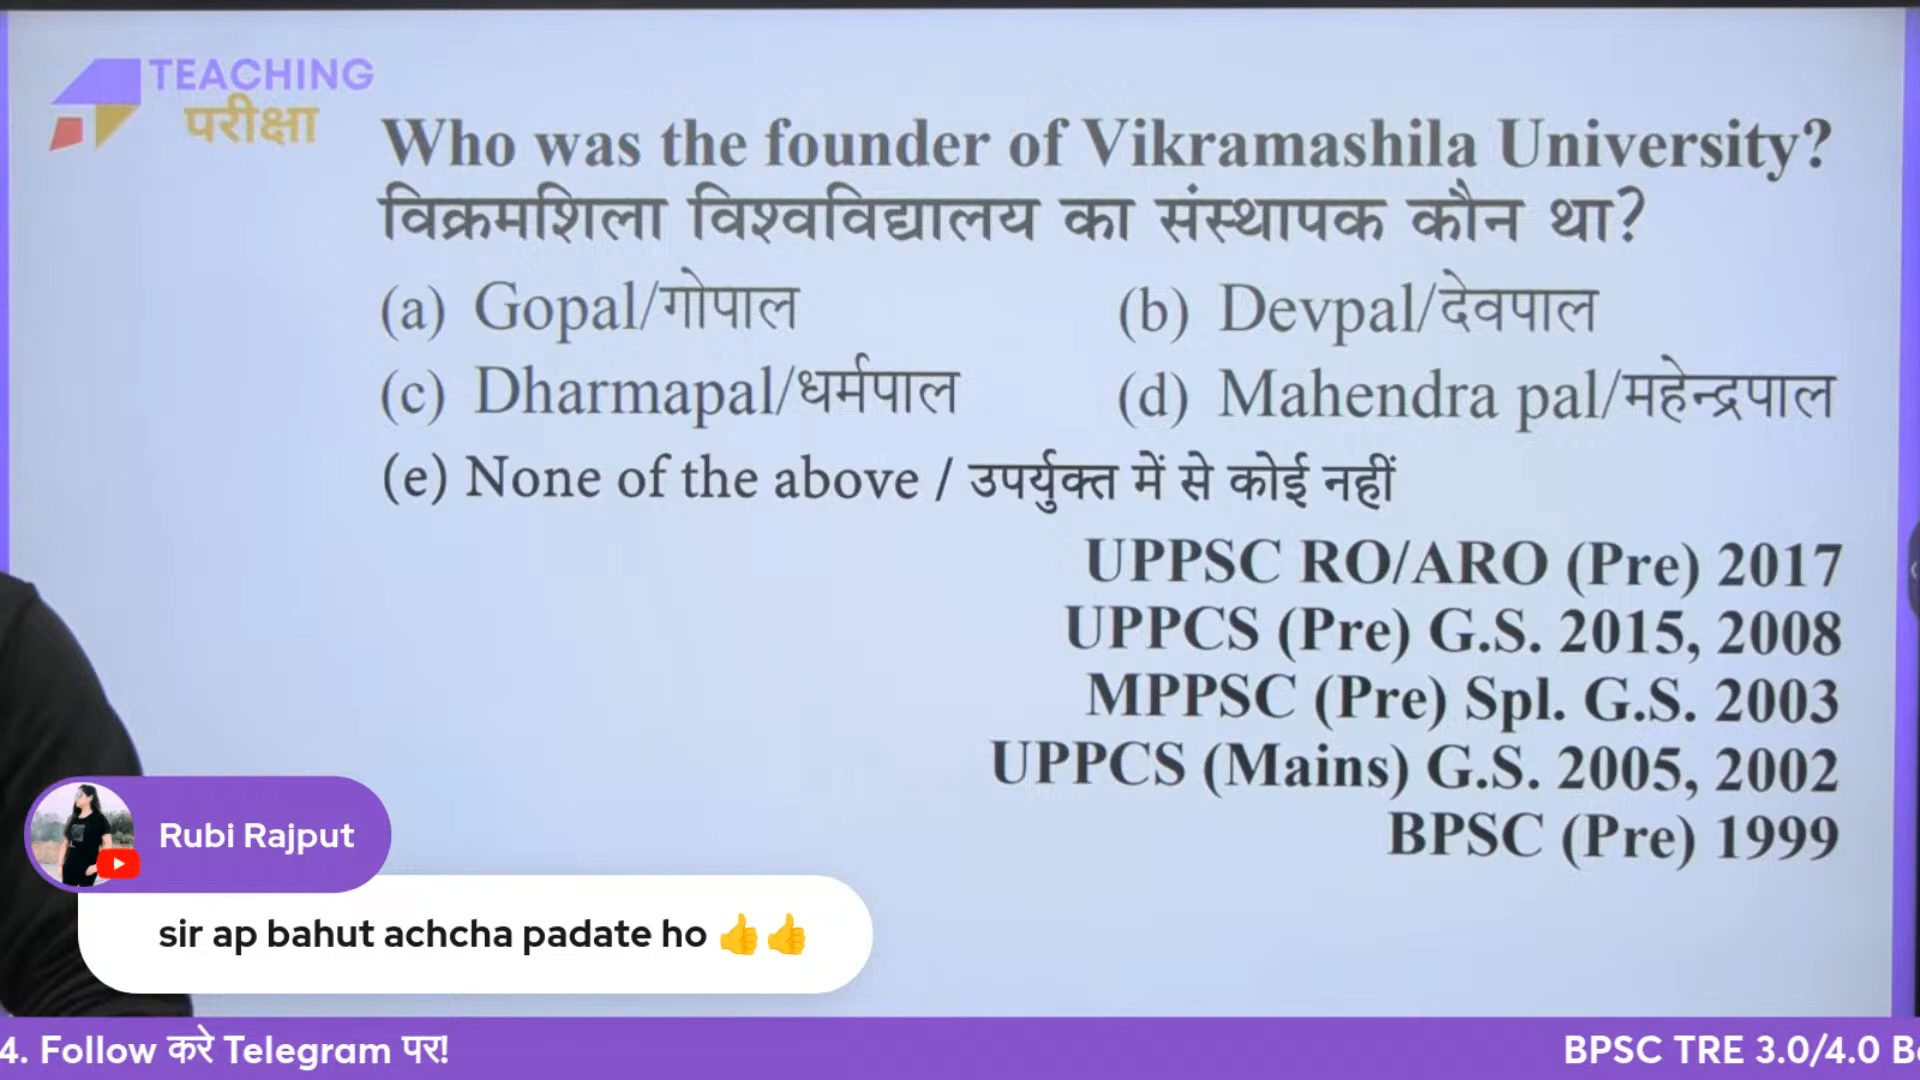 TEACHING
परीक्षा
Who was the founder of Vikramashila University?
विक्रमशिला विश्वविद्यालय का संस्थापक कौन था?
(a) Gopal/गोपाल
(b) Devpal/देवपाल
(c) Dharmapal/धर्मपाल
(d) Mahendra pal/महेन्द्रपाल
(e) None of the above / उपर्युक्त में से कोई नहीं
UPPSC RO/ARO (Pre) 2017
UPPCS (Pre) G.S. 2015, 2008
MPPSC (Pre) Spl. G.S. 2003
UPPCS (Mains) G.S. 2005, 2002
BPSC (Pre) 1999
Rubi Rajput
sir ap bahut achcha padate ho 👍👍
4. Follow करे Telegram पर!
BPSC TRE 3.0/4.0